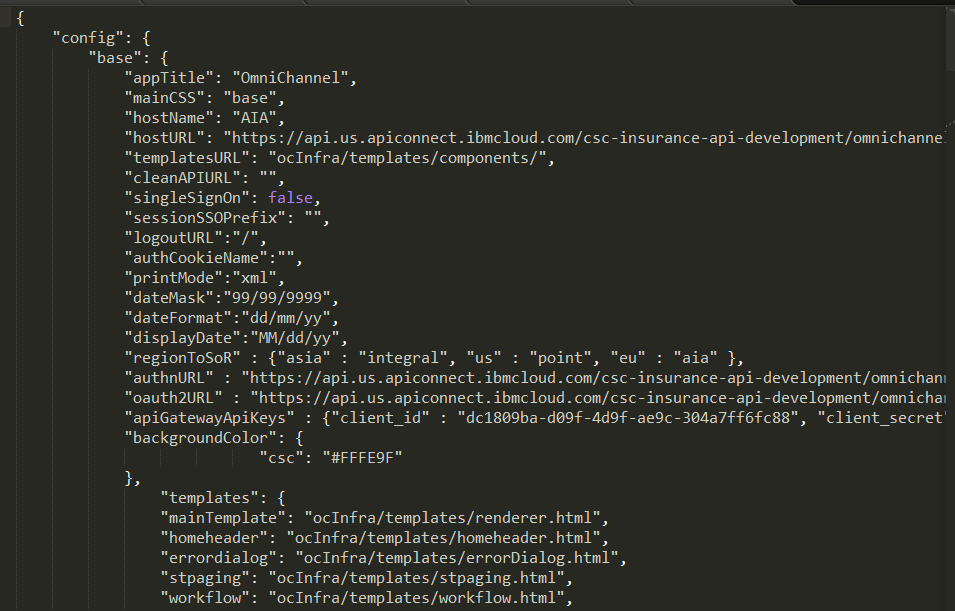 {
"config": {
"base": {
"appTitle": "OmniChannel",
"mainCSS": "base",
"hostName": "AIA",
"hostURL": "https://api.us.apiconnect.ibmcloud.com/csc-insurance-api-development/omnichanne
"templatesURL": "ocInfra/templates/components/",
"cleanAPIURL": "",
"singleSignOn": false,
"sessionSSOPrefix": "",
"logoutURL":"/",
"authCookieName":"",
"printMode":"xml",
"dateMask":"99/99/9999",
"dateFormat":"dd/mm/yy",
"displayDate":"MM/dd/yy",
"regionToSoR" : {"asia" : "integral", "us" : "point", "eu" : "aia" },
"authnURL" : "https://api.us.apiconnect.ibmcloud.com/csc-insurance-api-development/omnichann
"oauth2URL" : "https://api.us.apiconnect.ibmcloud.com/csc-insurance-api-development/omnichan
"apiGatewayApiKeys" : {"client_id" : "dc1809ba-d09f-4d9f-ae9c-304a7ff6fc88", "client_secret"
"backgroundColor": {
"csc": "#FFFE9F"
},
"templates": {
"mainTemplate": "ocInfra/templates/renderer.html",
"homeheader": "ocInfra/templates/homeheader.html",
"errordialog": "ocInfra/templates/errorDialog.html",
"stpaging": "ocInfra/templates/stpaging.html",
"workflow": "ocInfra/templates/workflow.html",